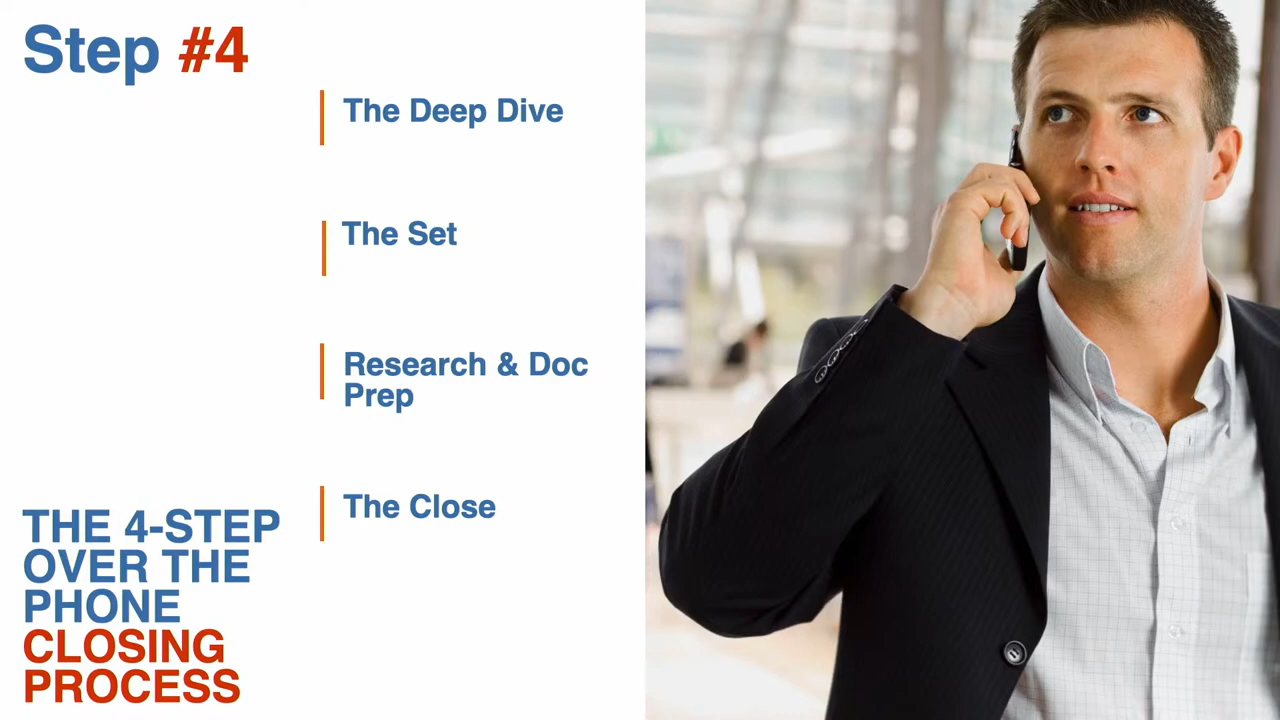 Step #4
The Deep Dive
The Set
Research & Doc
Prep
The Close
THE 4-STEP
OVER THE
PHONE
CLOSING
PROCESS